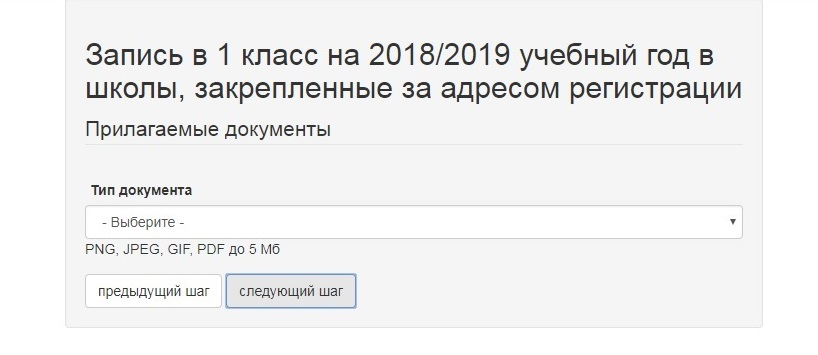 Запись в 1 класс на 2018/2019 учебный год в
школы, закрепленные за адресом регистрации
Прилагаемые документы
Тип документа
- Выберите -
PNG, JPEG, GIF, PDF до 5 Мб
предыдущий шаг следующий шаг